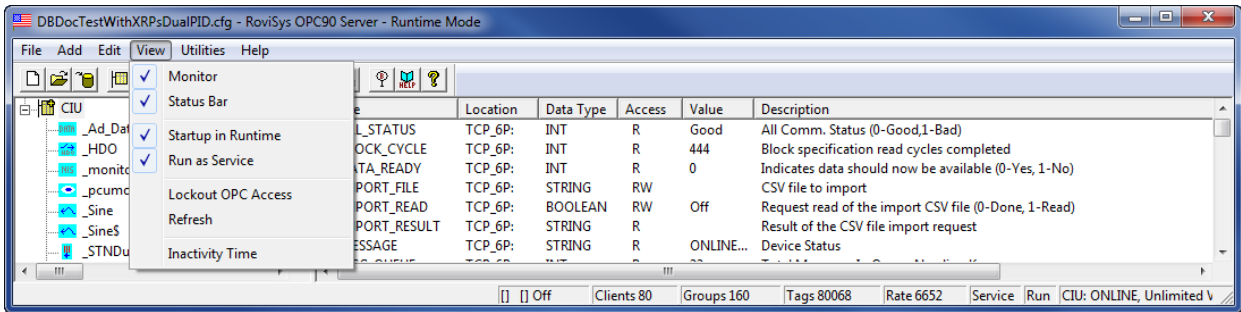 DBDocTestWithXRPsDualPID.cfg - RoviSys OPC90 Server - Runtime Mode
File Add Edit View Utilities Help
HELP
Monitor
Status Bar
Startup in Runtime
Run as Service
Lockout OPC Access
Refresh
Inactivity Time
CIU
_Ad_Dat
_HDO
_monito
_pcumo
_Sine
_Sine$
_STNDu
e Location Data Type Access Value Description
L_STATUS TCP_6P: INT R Good All Comm. Status (0-Good,1-Bad)
OCK_CYCLE TCP_6P: INT R 444 Block specification read cycles completed
TA_READY TCP_6P: INT R 0 Indicates data should now be available (0-Yes, 1-No)
PORT_FILE TCP_6P: STRING RW CSV file to import
PORT_READ TCP_6P: BOOLEAN RW Off Request read of the import CSV file (0-Done, 1-Read)
PORT_RESULT TCP_6P: STRING R Result of the CSV file import request
ESSAGE TCP_6P: STRING R ONLINE... Device Status
[] [] Off Clients 80 Groups 160 Tags 80068 Rate 6652 Service Run CIU: ONLINE, Unlimited V